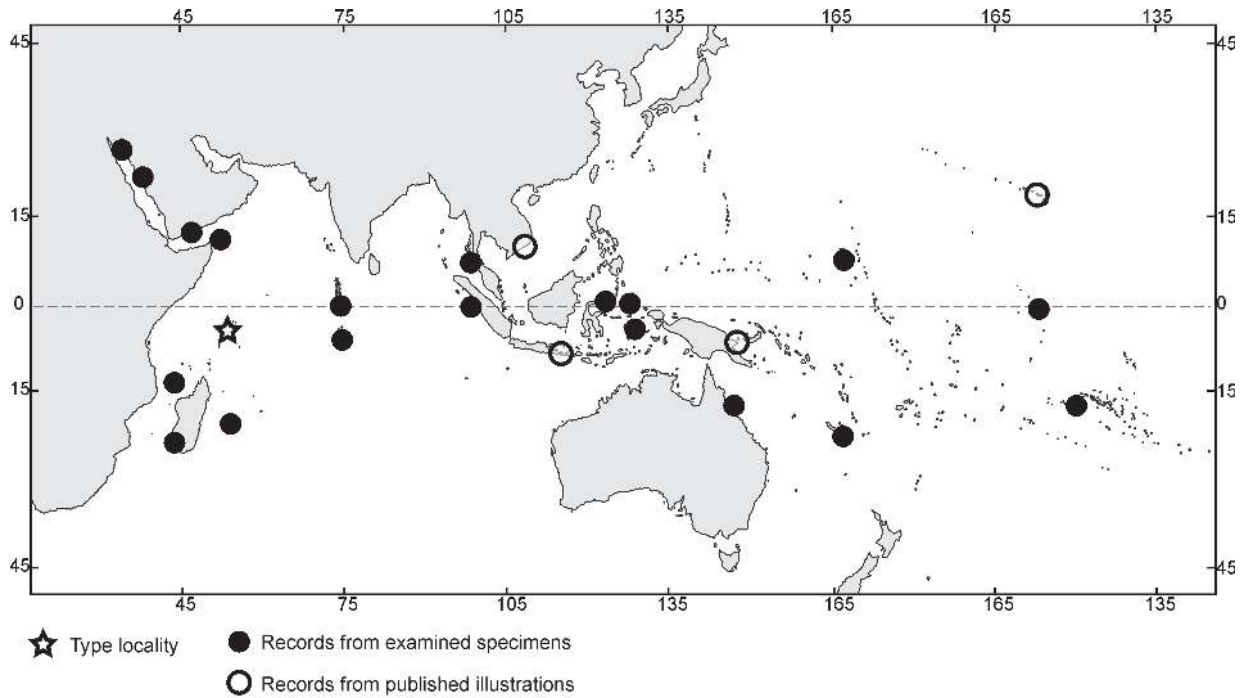 45 75 105 135 165 165 135
45 45
15 15
0 0
15 15
45 45
45 75 105 135 165 165 135
Type locality Records from examined specimens
Records from published illustrations